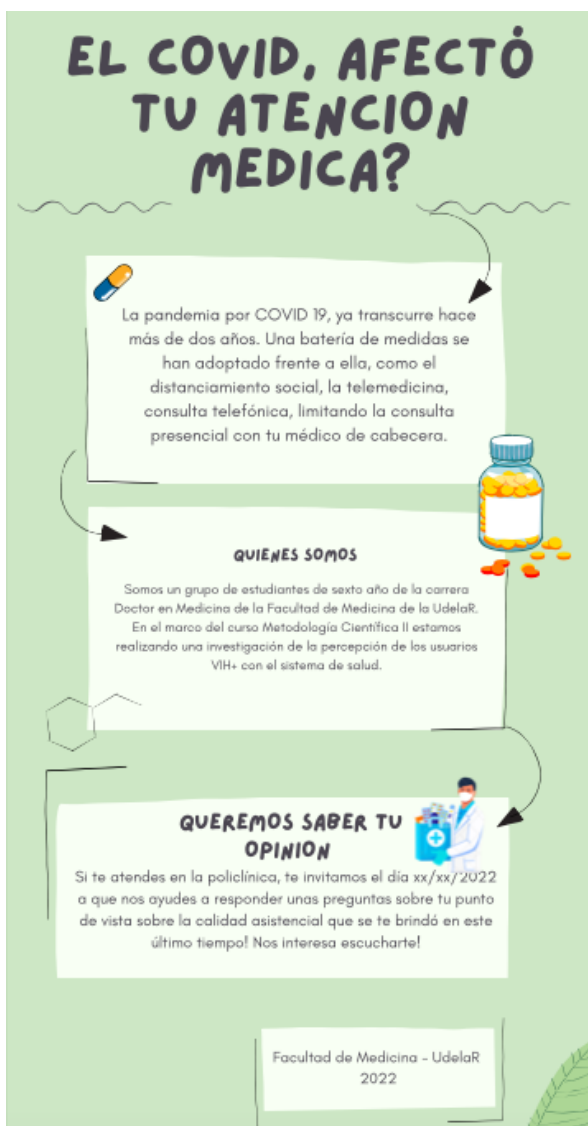 EL COVID, AFECTÓ
TU ATENCION
MEDICA?
La pandemia por COVID 19, ya transcurre hace
más de dos años. Una batería de medidas se
han adoptado frente a ella, como el
distanciamiento social, la telemedicina,
consulta telefónica, limitando la consulta
presencial con tu médico de cabecera.
QUIENES SOMOS
Somos un grupo de estudiantes de sexto año de la carrera
Doctor en Medicina de la Facultad de Medicina de la UdelaR.
En el marco del curso Metodología Científica II estamos
realizando una investigación de la percepción de los usuarios
VIH+ con el sistema de salud.
QUEREMOS SABER TU
OPINION
Si te atendes en la policlínica, te invitamos el día xx/xx/2022
a que nos ayudes a responder unas preguntas sobre tu punto
de vista sobre la calidad asistencial que se te brindó en este
último tiempo! Nos interesa escucharte!
Facultad de Medicina - UdelaR
2022